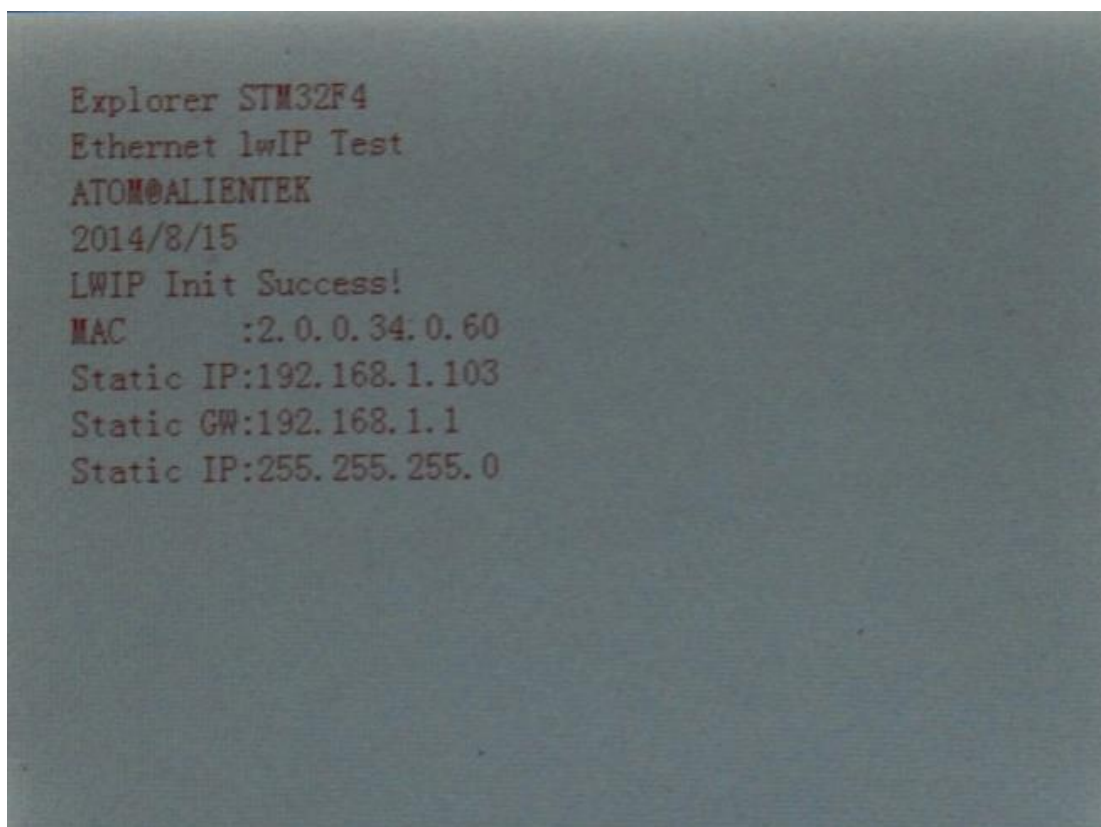 Explorer STM32F4
Ethernet lwIP Test
ATOM@ALIENTEK
2014/8/15
LWIP Init Success!
MAC      :2.0.0.34.0.60
Static IP:192.168.1.103
Static GW:192.168.1.1
Static IP:255.255.255.0